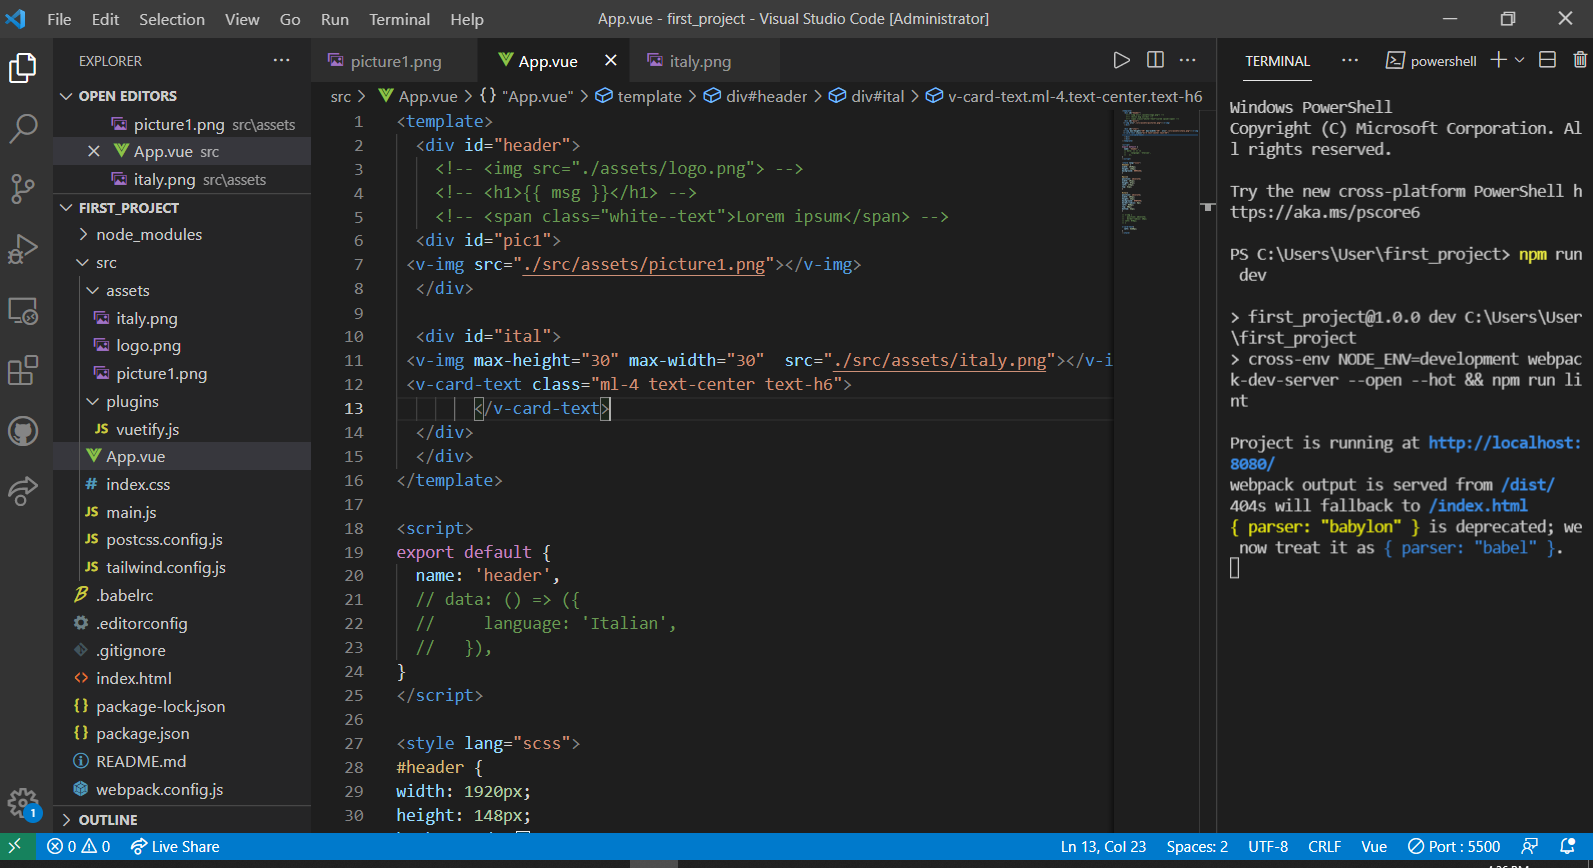 File Edit Selection View Go Run Terminal Help
App.vue - first_project - Visual Studio Code [Administrator]
EXPLORER
OPEN EDITORS
picture1.png src\assets
App.vue src
italy.png src\assets
FIRST_PROJECT
node_modules
src
assets
italy.png
logo.png
picture1.png
plugins
JS vuetify.js
App.vue
# index.css
JS main.js
JS postcss.config.js
JS tailwind.config.js
.babelrc
.editorconfig
.gitignore
<> index.html
{} package-lock.json
{} package.json
README.md
webpack.config.js
OUTLINE
1
picture1.png
App.vue
italy.png
src > App.vue > {} "App.vue" > template > div#header > div#ital > v-card-text.ml-4.text-center.text-h6
1 <template>
2 <div id="header">
3 <!-- <img src="./assets/logo.png"> -->
4 <!-- <h1>{{ msg }}</h1> -->
5 <!-- <span class="white--text">Lorem ipsum</span> -->
6 <div id="pic1">
7 <v-img src="./src/assets/picture1.png"></v-img>
8 </div>
9
10 <div id="ital">
11 <v-img max-height="30" max-width="30"  src="./src/assets/italy.png"></v-i
12 <v-card-text class="ml-4 text-center text-h6">
13 </v-card-text>
14 </div>
15 </div>
16 </template>
17
18 <script>
19 export default {
20 name: 'header',
21 // data: () => ({
22 //     language: 'Italian',
23 //   }),
24 }
25 </script>
26
27 <style lang="scss">
28 #header {
29 width: 1920px;
30 height: 148px;
TERMINAL
powershell
Windows PowerShell
Copyright (C) Microsoft Corporation. Al
l rights reserved.
Try the new cross-platform PowerShell h
ttps://aka.ms/pscore6
PS C:\Users\User\first_project> npm run
dev
> first_project@1.0.0 dev C:\Users\User
\first_project
> cross-env NODE_ENV=development webpac
k-dev-server --open --hot && npm run li
nt
Project is running at http://localhost:
8080/
webpack output is served from /dist/
404s will fallback to /index.html
{ parser: "babylon" } is deprecated; we
now treat it as { parser: "babel" }.
0 0 Live Share
Ln 13, Col 23 Spaces: 2 UTF-8 CRLF Vue Port : 5500